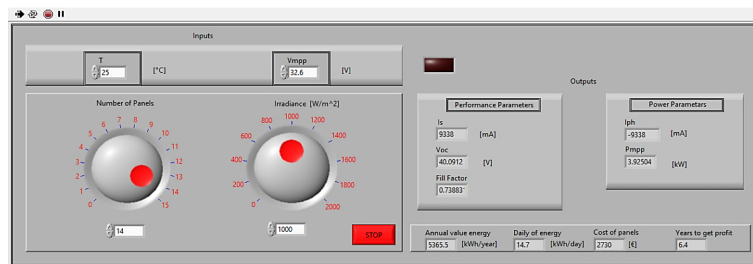 Inputs
T
25
[°C]
Vmpp
32.6
[V]
Number of Panels
0
1
2
3
4
5
6
7
8
9
10
11
12
13
14
15
14
Irradiance [W/m^2]
0
200
400
600
800
1000
1200
1400
1600
1800
2000
1000
STOP
Outputs
Performance Parameters
Is
9338
[mA]
Voc
40.0912
[V]
Fill Factor
0.73883
Power Parametars
Iph
-9338
[mA]
Pmpp
3.92504
[kW]
Annual value energy
5365.5
[kWh/year]
Daily of energy
14.7
[kWh/day]
Cost of panels
2730
[€]
Years to get profit
6.4